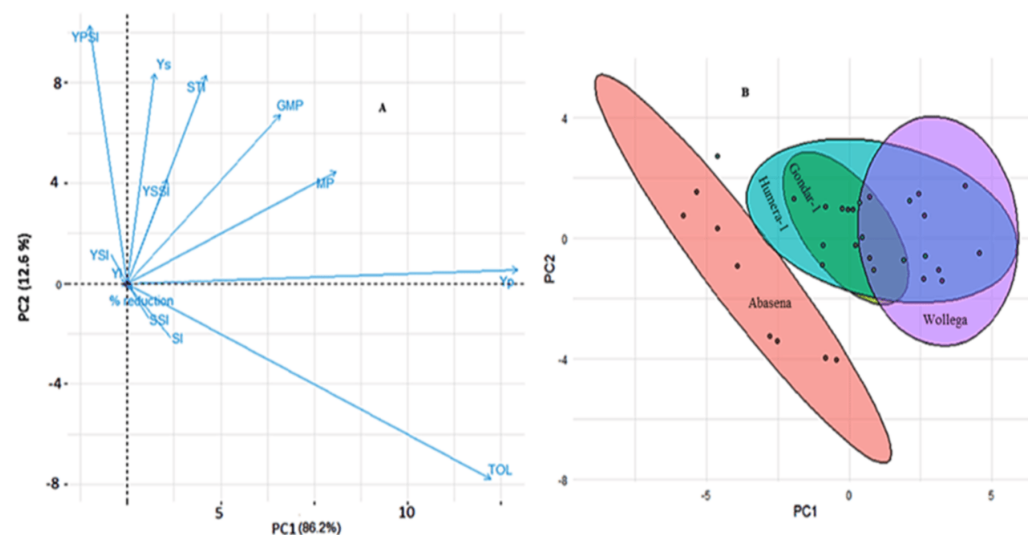 YPSI
Ys
8
STI
GMP
A
4
MP
YSSI
YSI
YI
0
Yp
% reduction
SSI
SI
-4
TOL
-8
5
10
PC1(86.2%)
PC2 (12.6 %)
B
4
Gondar-1
Humera-1
0
PC2
Abasena
Wollega
-4
-8
-5
0
5
PC1